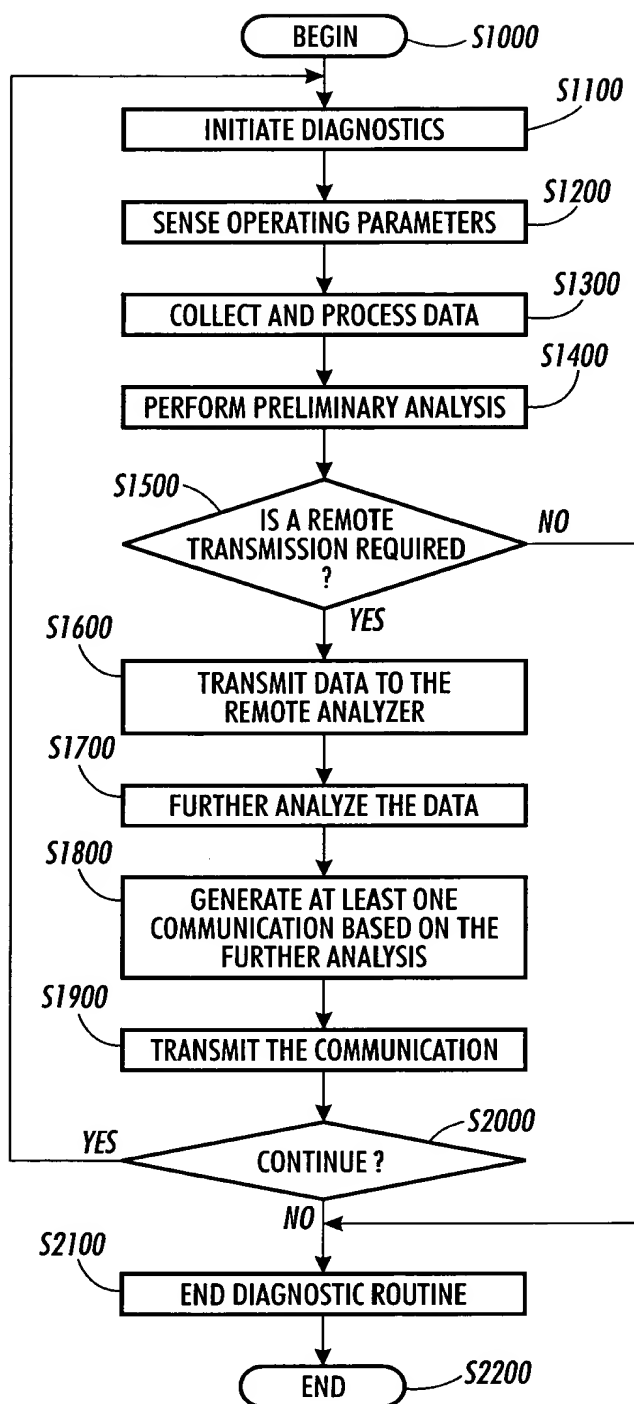 BEGIN
S1000
S1100
INITIATE DIAGNOSTICS
S1200
SENSE OPERATING PARAMETERS
S1300
COLLECT AND PROCESS DATA
S1400
PERFORM PRELIMINARY ANALYSIS
S1500
IS A REMOTE
TRANSMISSION REQUIRED
?
NO
YES
S1600
TRANSMIT DATA TO THE
REMOTE ANALYZER
S1700
FURTHER ANALYZE THE DATA
S1800
GENERATE AT LEAST ONE
COMMUNICATION BASED ON THE
FURTHER ANALYSIS
S1900
TRANSMIT THE COMMUNICATION
S2000
YES
CONTINUE ?
NO
S2100
END DIAGNOSTIC ROUTINE
END
S2200